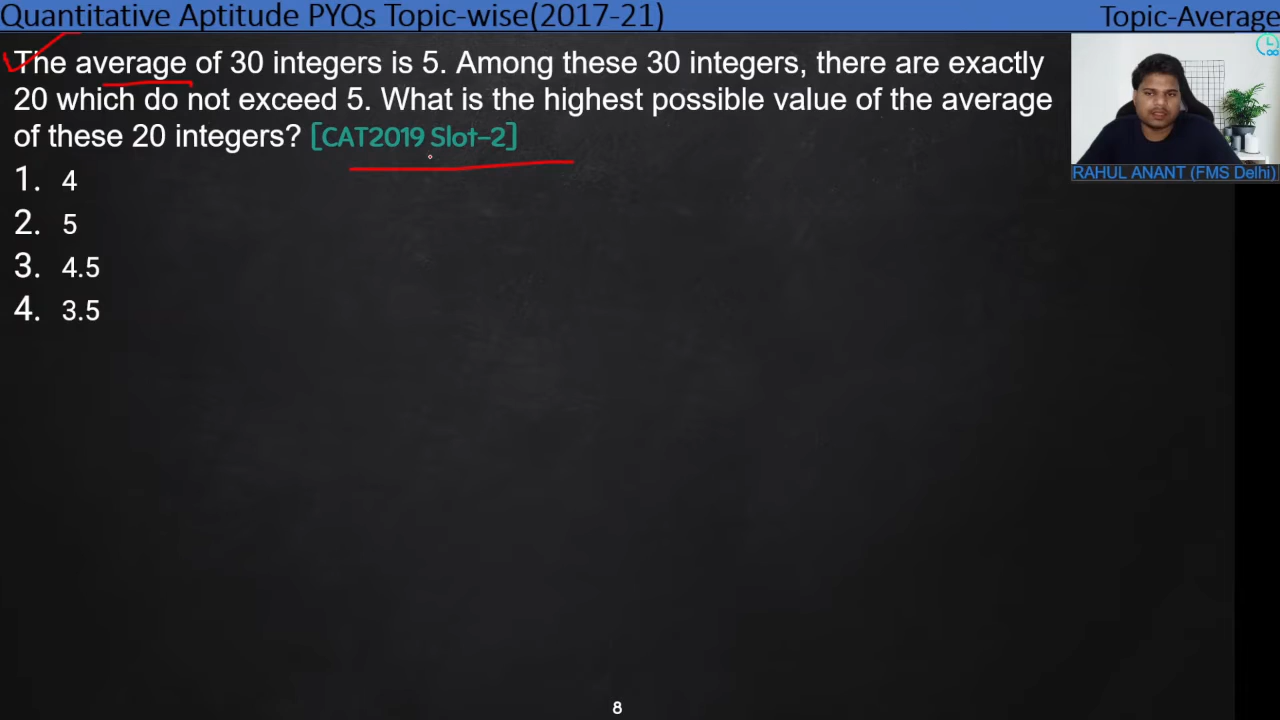 Quantitative Aptitude PYQs Topic-wise(2017-21)
Topic-Average
The average of 30 integers is 5. Among these 30 integers, there are exactly
20 which do not exceed 5. What is the highest possible value of the average
of these 20 integers? [CAT2019 Slot-2]
1. 4
2. 5
3. 4.5
4. 3.5
RAHUL ANANT (FMS Delhi)
8